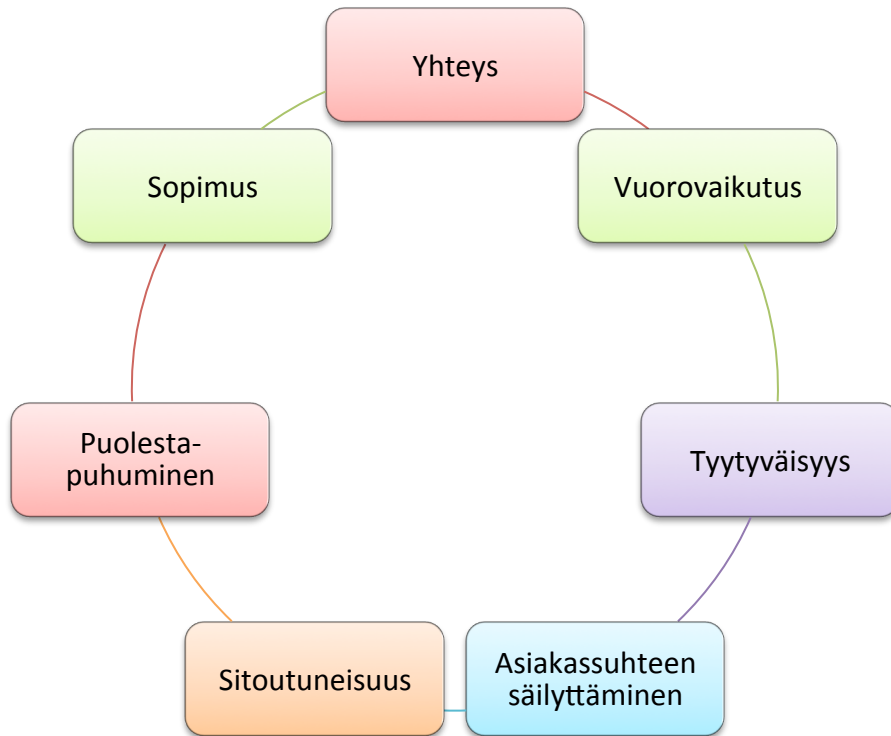 Yhteys
Vuorovaikutus
Tyytyväisyys
Asiakassuhteen
säilyttäminen
Sitoutuneisuus
Puolesta-
puhuminen
Sopimus